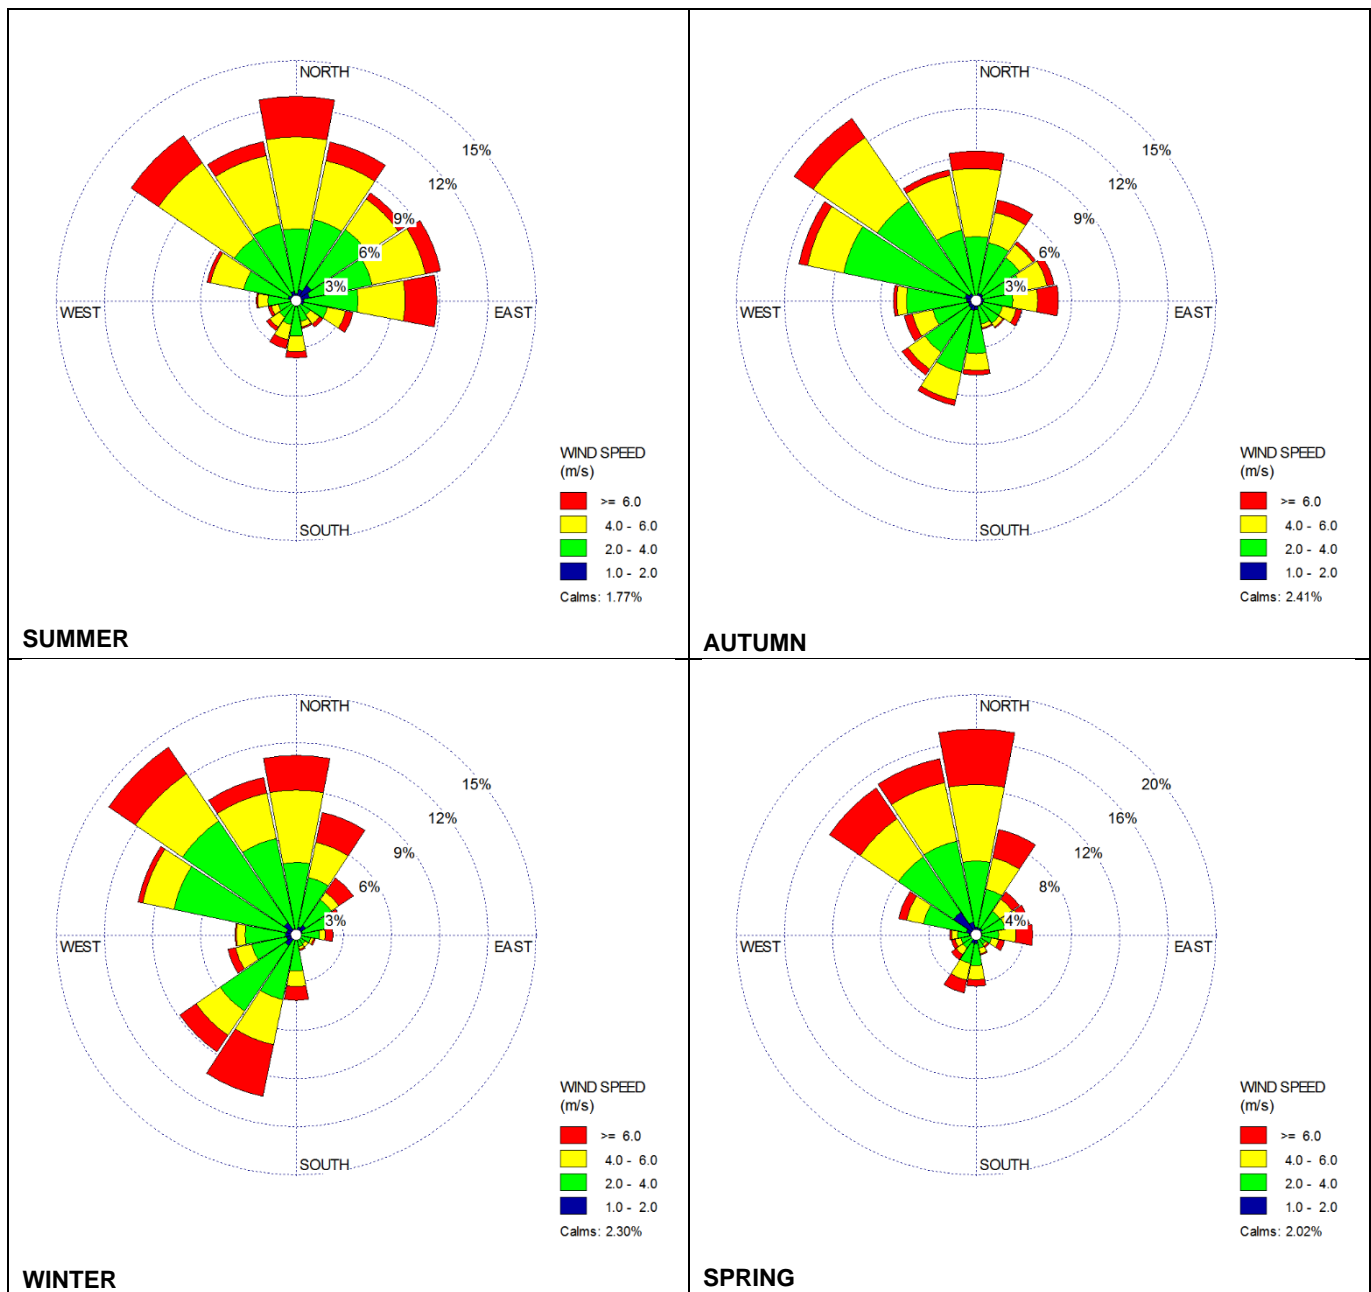 NORTH
15%
12%
9%
6%
3%
WEST
EAST
SOUTH
WIND SPEED
(m/s)
>= 6.0
4.0 - 6.0
2.0 - 4.0
1.0 - 2.0
Calms: 1.77%
SUMMER
NORTH
15%
12%
9%
6%
3%
WEST
EAST
SOUTH
WIND SPEED
(m/s)
>= 6.0
4.0 - 6.0
2.0 - 4.0
1.0 - 2.0
Calms: 2.41%
AUTUMN
NORTH
15%
12%
9%
6%
3%
WEST
EAST
SOUTH
WIND SPEED
(m/s)
>= 6.0
4.0 - 6.0
2.0 - 4.0
1.0 - 2.0
Calms: 2.30%
WINTER
NORTH
20%
16%
12%
8%
4%
WEST
EAST
SOUTH
WIND SPEED
(m/s)
>= 6.0
4.0 - 6.0
2.0 - 4.0
1.0 - 2.0
Calms: 2.02%
SPRING